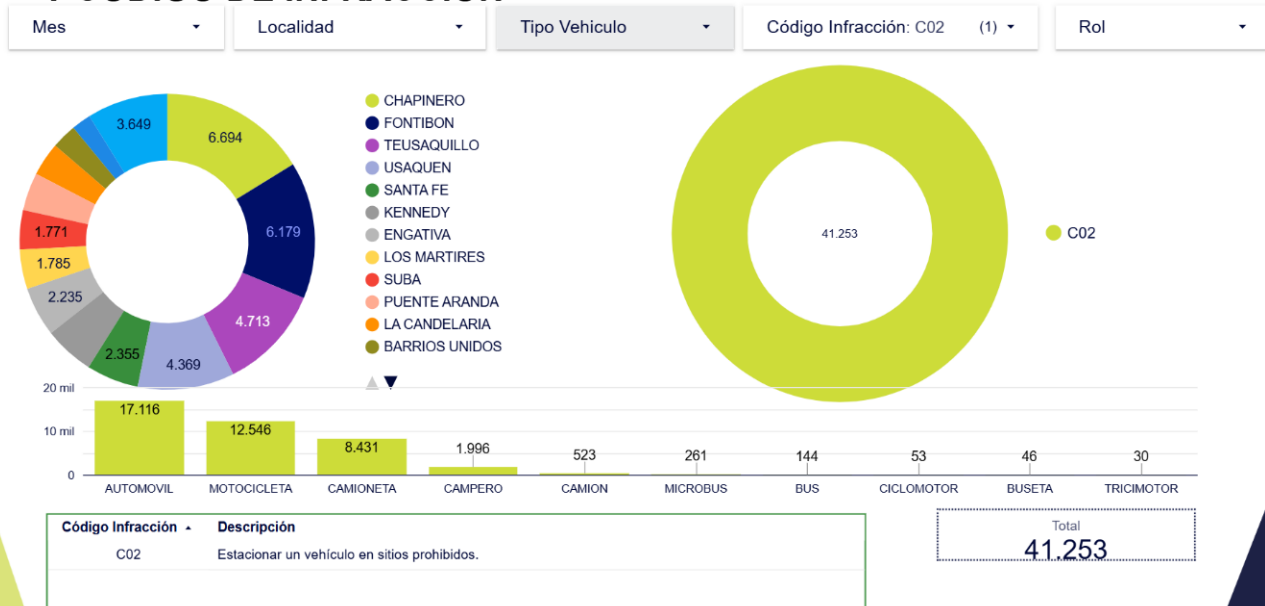 Mes
Localidad
Tipo Vehiculo
Código Infracción: C02 (1)
Rol
3.649
6.694
6.179
4.713
4.369
2.355
2.235
1.785
1.771
CHAPINERO
FONTIBON
TEUSAQUILLO
USAQUEN
SANTA FE
KENNEDY
ENGATIVA
LOS MARTIRES
SUBA
PUENTE ARANDA
LA CANDELARIA
BARRIOS UNIDOS
41.253
C02
20 mil
10 mil
0
17.116
12.546
8.431
1.996
523
261
144
53
46
30
AUTOMOVIL
MOTOCICLETA
CAMIONETA
CAMPERO
CAMION
MICROBUS
BUS
CICLOMOTOR
BUSETA
TRICIMOTOR
Código Infracción Descripción
C02 Estacionar un vehículo en sitios prohibidos.
Total
41.253